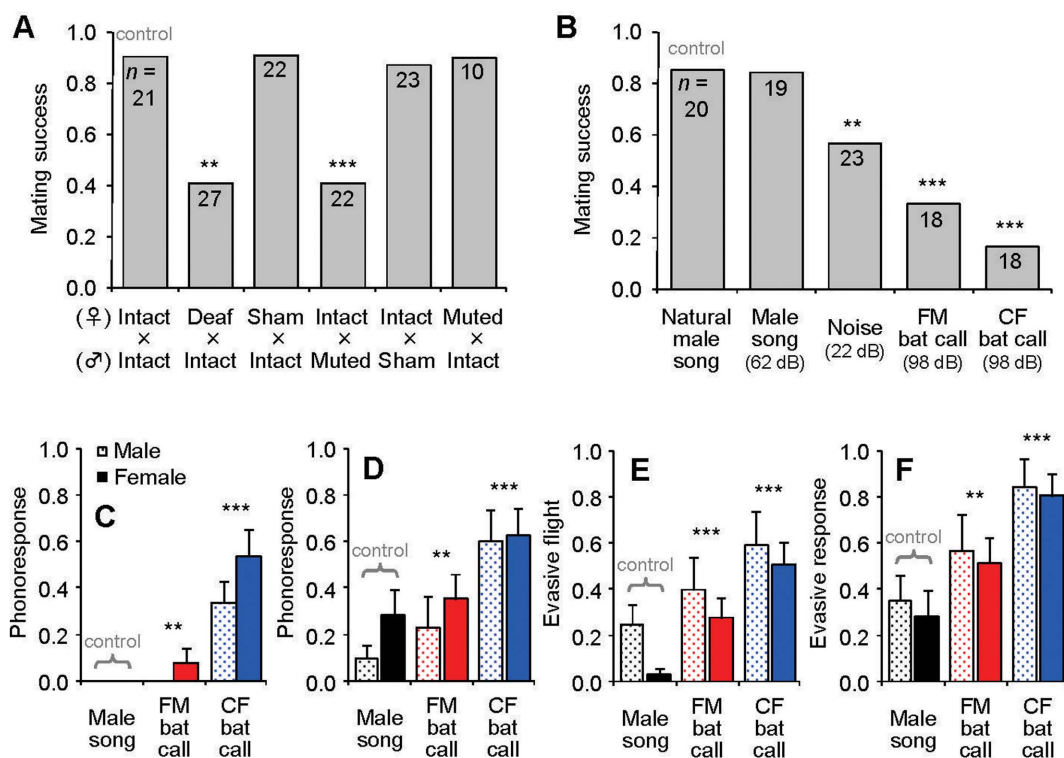 A
control
1.0
0.8
0.6
0.4
0.2
0.0
Mating success
n =
21
**
27
22
***
22
23
10
(♀) Intact Deaf Sham Intact Intact Muted
× × × × × ×
(♂) Intact Intact Intact Muted Sham Intact
B
control
1.0
0.8
0.6
0.4
0.2
0.0
Mating success
n =
20
19
**
23
***
18
***
18
Natural
male
song
Male
song
(62 dB)
Noise
(22 dB)
FM
bat call
(98 dB)
CF
bat call
(98 dB)
C
1.0
0.8
0.6
0.4
0.2
0.0
Phonoresponse
Male
Female
control
**
***
Male
song
FM
bat
call
CF
bat
call
D
1.0
0.8
0.6
0.4
0.2
0.0
Phonoresponse
control
**
***
Male
song
FM
bat
call
CF
bat
call
E
1.0
0.8
0.6
0.4
0.2
0.0
Evasive flight
control
***
***
Male
song
FM
bat
call
CF
bat
call
F
1.0
0.8
0.6
0.4
0.2
0.0
Evasive response
control
**
***
Male
song
FM
bat
call
CF
bat
call